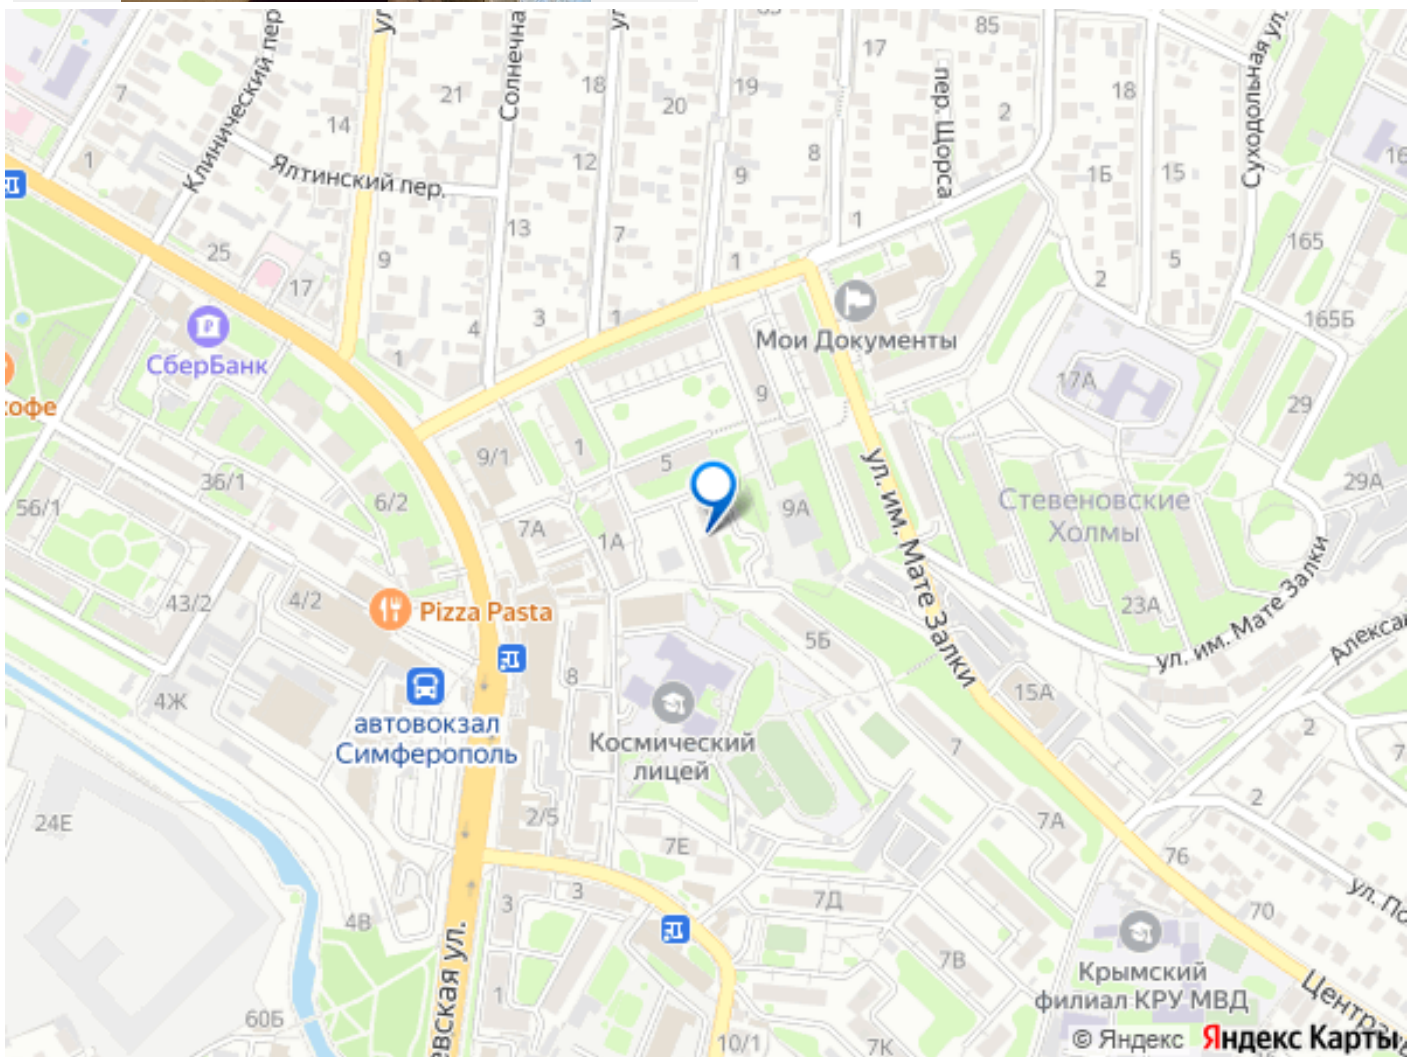 85
17
пер. Щорса
Суходольная ул.
Клинический пер
ул
Солнечна
7
21
18
19
20
2
18
14
16
1
Ялтинский пер.
12
9
8
1Б
15
13
7
1
165
25
9
1
5
17
2
4
3
1
165Б
СберБанк
1
Мои Документы
17А
9
29
офе
9/1
1
5
36/1
29А
56/1
6/2
7А
1А
9А
Стевеновские
Холмы
ул. им. Мате Залки
43/2
4/2
Pizza Pasta
23А
5Б
ул. им. Мате Залки
Алекса
8
4Ж
15А
автовокзал
Симферополь
Космический
лицей
7
2
7
2
24Е
2/5
7Е
7А
76
3
3
7Д
ул. По
70
4В
евская ул.
7В
1
Крымский
филиал КРУ МВД
Центра
60Б
10/1
7К
© Яндекс Яндекс Карты